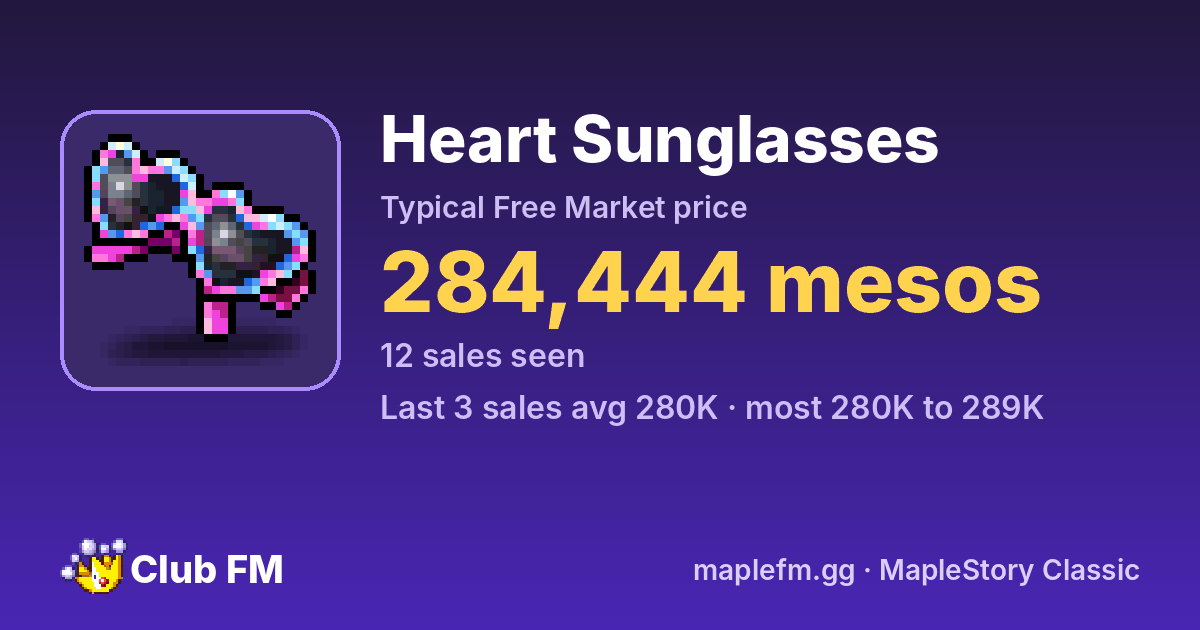 Heart Sunglasses
Typical Free Market price
284,444 mesos
12 sales seen
Last 3 sales avg 280K · most 280K to 289K
Club FM
maplefm.gg · MapleStory Classic